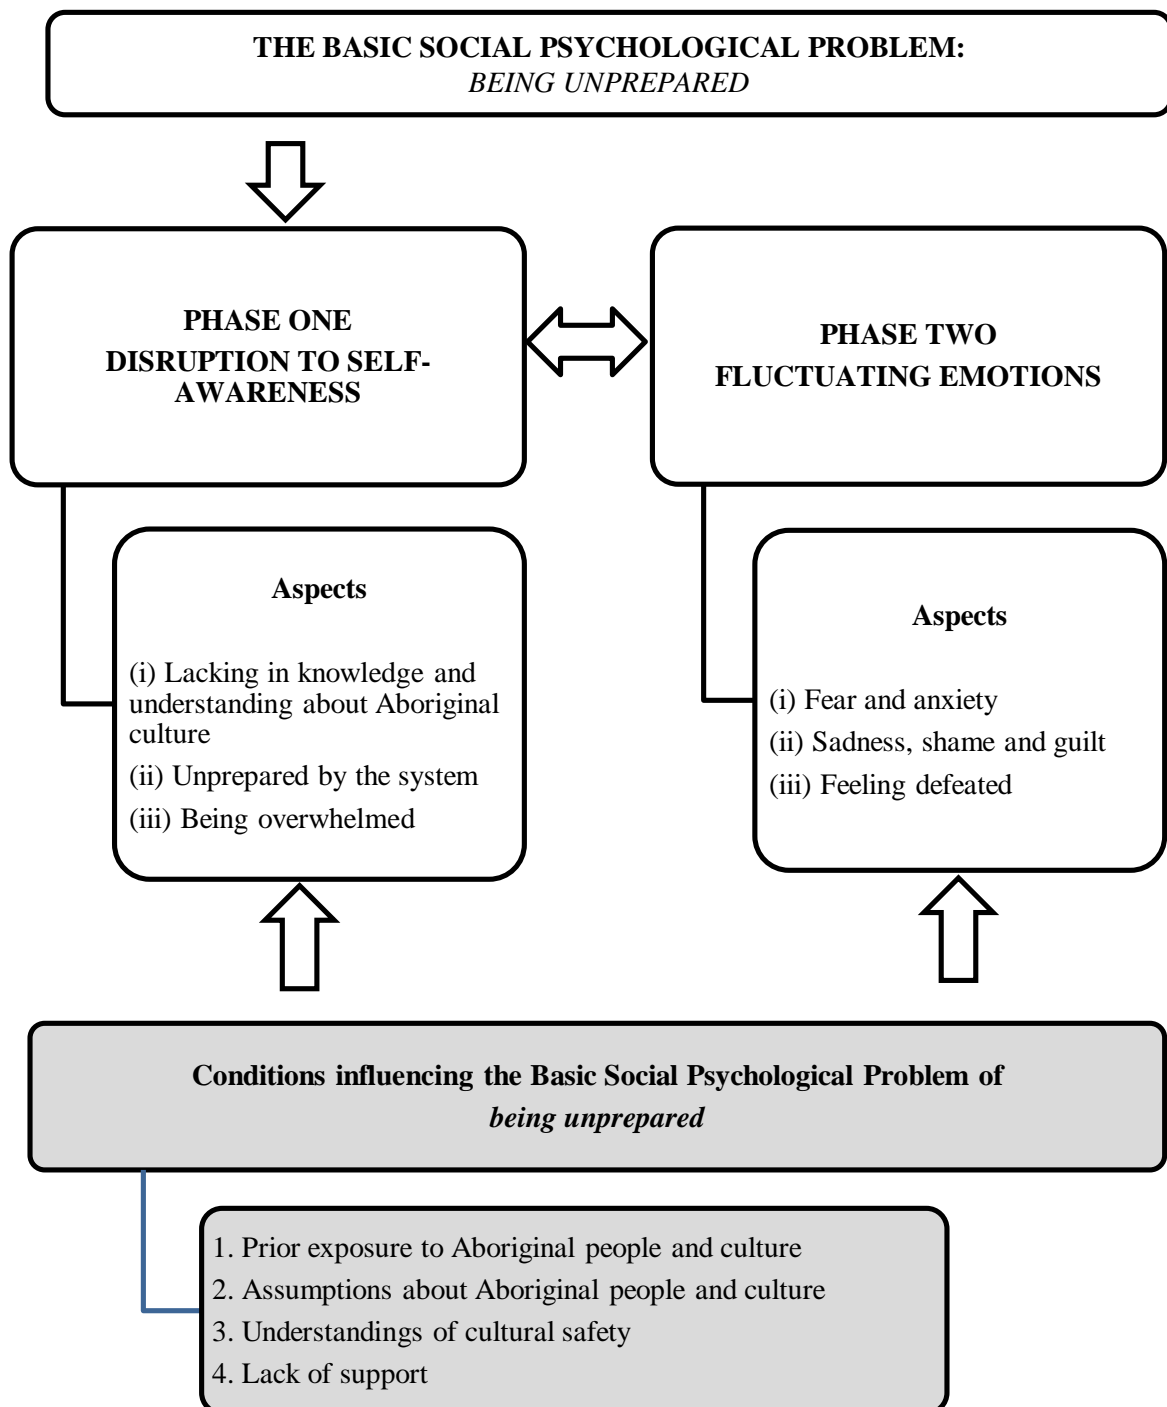 THE BASIC SOCIAL PSYCHOLOGICAL PROBLEM:
BEING UNPREPARED
PHASE ONE
DISRUPTION TO SELF-
AWARENESS
PHASE TWO
FLUCTUATING EMOTIONS
Aspects
(i) Lacking in knowledge and
understanding about Aboriginal
culture
(ii) Unprepared by the system
(iii) Being overwhelmed
Aspects
(i) Fear and anxiety
(ii) Sadness, shame and guilt
(iii) Feeling defeated
Conditions influencing the Basic Social Psychological Problem of
being unprepared
1. Prior exposure to Aboriginal people and culture
2. Assumptions about Aboriginal people and culture
3. Understandings of cultural safety
4. Lack of support